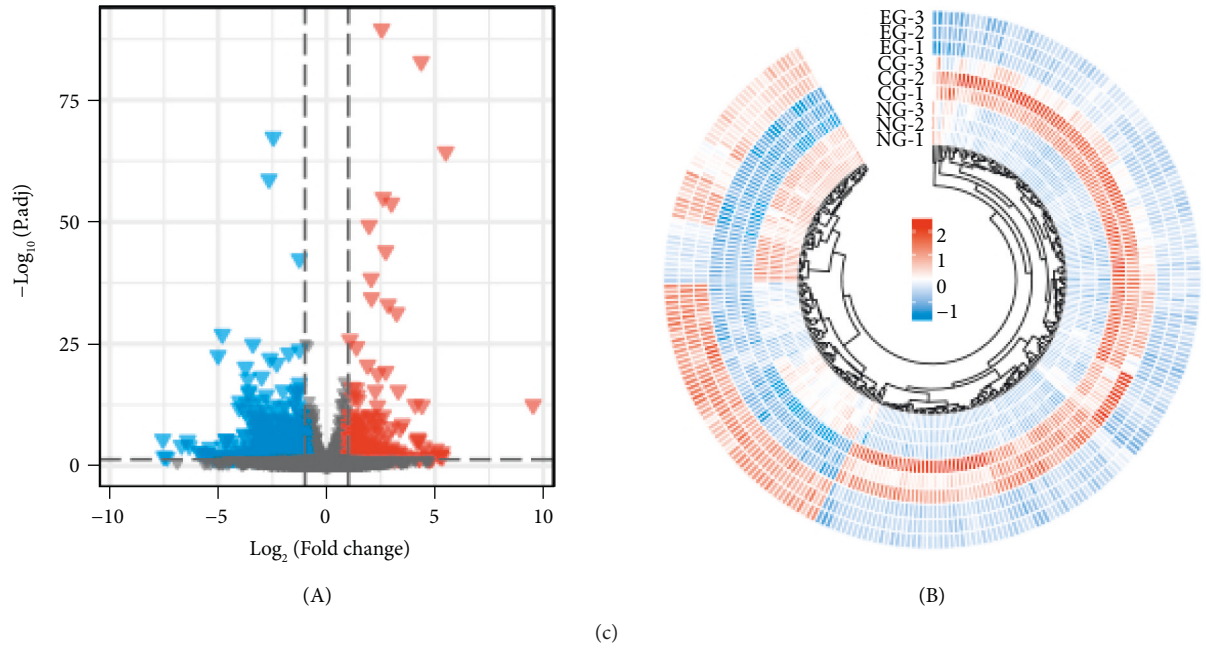 75
50
25
0
−Log10 (P.adj)
−10
−5
0
5
10
Log2 (Fold change)
(A)
EG-3
EG-2
EG-1
CG-3
CG-2
CG-1
NG-3
NG-2
NG-1
2
1
0
−1
(B)
(c)